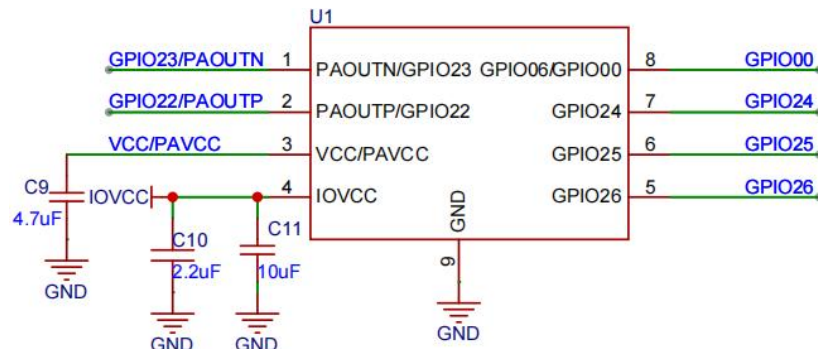 U1
GPIO23/PAOUTN 1 PAOUTN/GPIO23 GPIO06/GPIO00 8 GPIO00
GPIO22/PAOUTP 2 PAOUTP/GPIO22 GPIO24 7 GPIO24
VCC/PAVCC 3 VCC/PAVCC GPIO25 6 GPIO25
C9 IOVCC 4 IOVCC GPIO26 5 GPIO26
4.7uF
GND
C10 C11
9
2.2uF 10uF
GND
GND GND GND